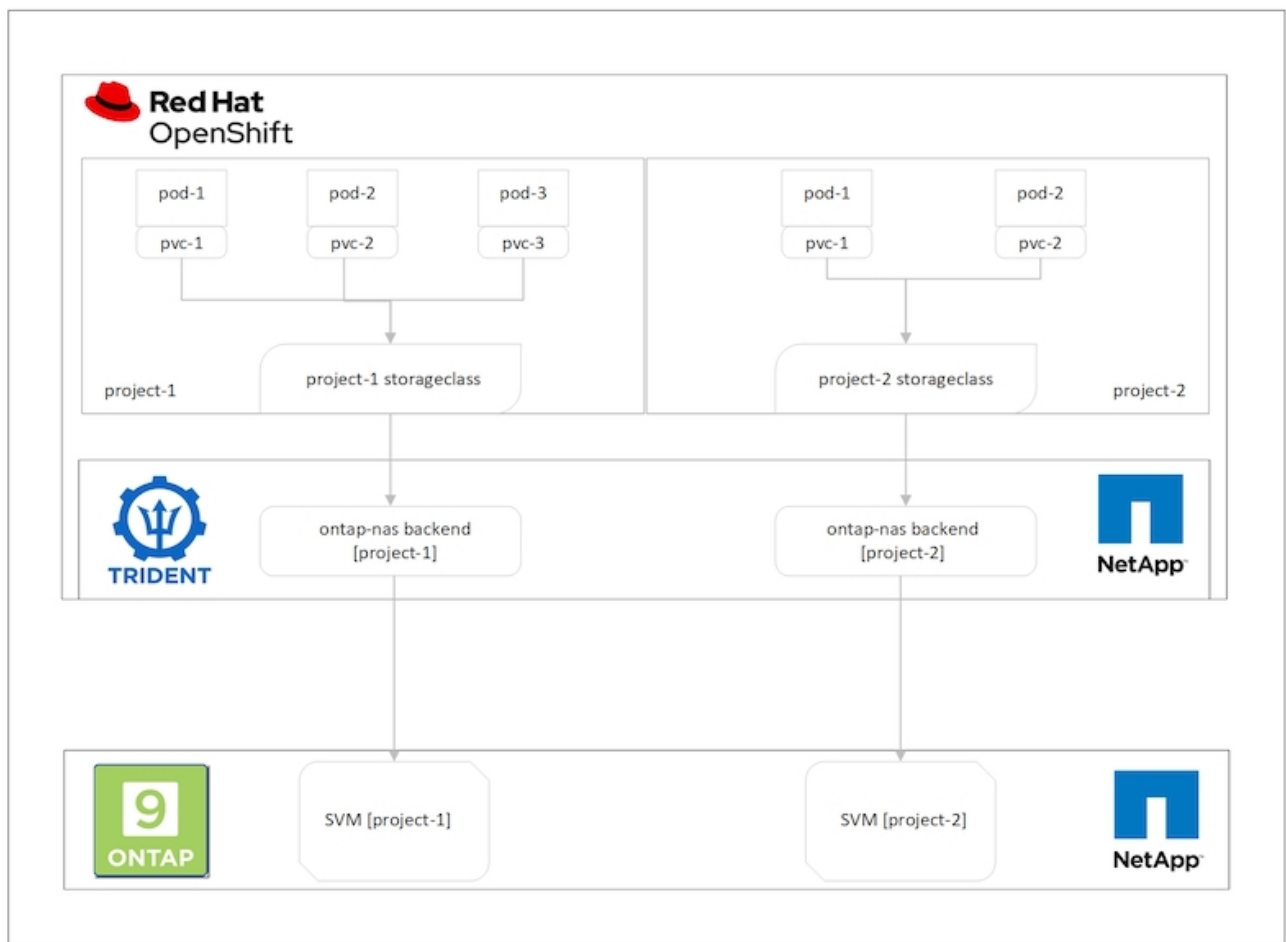 Red Hat
OpenShift
pod-1
pod-2
pod-3
pvc-1
pvc-2
pvc-3
project-1 storageclass
project-1
pod-1
pod-2
pvc-1
pvc-2
project-2 storageclass
project-2
TRIDENT
ontap-nas backend
[project-1]
ontap-nas backend
[project-2]
NetApp™
9
ONTAP
SVM [project-1]
SVM [project-2]
NetApp™